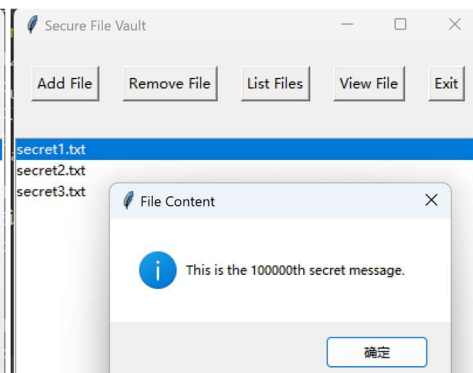 Secure File Vault
Add File Remove File List Files View File Exit
secret1.txt
secret2.txt
secret3.txt
File Content
This is the 100000th secret message.
确定